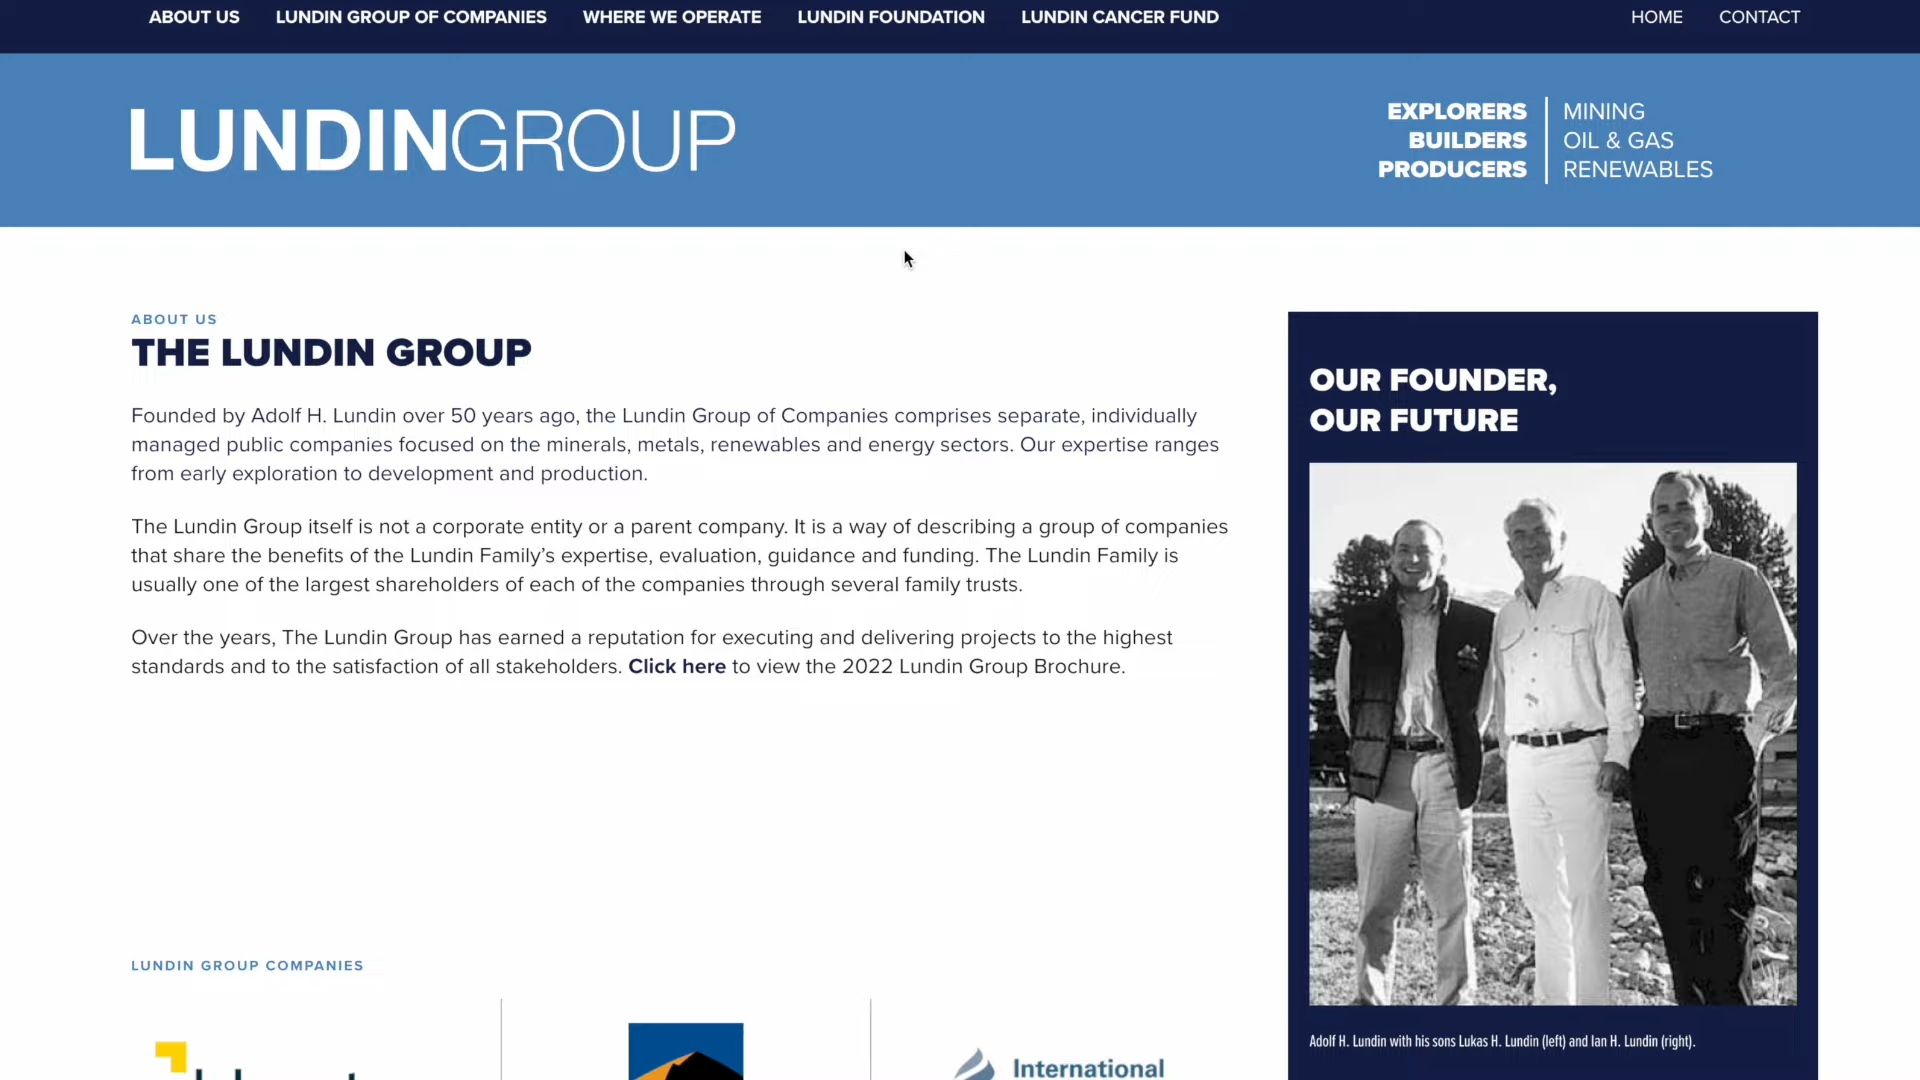 ABOUT US
LUNDIN GROUP OF COMPANIES
WHERE WE OPERATE
LUNDIN FOUNDATION
LUNDIN CANCER FUND
HOME
CONTACT
LUNDINGROUP
EXPLORERS
BUILDERS
PRODUCERS
MINING
OIL & GAS
RENEWABLES
ABOUT US
THE LUNDIN GROUP
Founded by Adolf H. Lundin over 50 years ago, the Lundin Group of Companies comprises separate, individually
managed public companies focused on the minerals, metals, renewables and energy sectors. Our expertise ranges
from early exploration to development and production.
The Lundin Group itself is not a corporate entity or a parent company. It is a way of describing a group of companies
that share the benefits of the Lundin Family’s expertise, evaluation, guidance and funding. The Lundin Family is
usually one of the largest shareholders of each of the companies through several family trusts.
Over the years, The Lundin Group has earned a reputation for executing and delivering projects to the highest
standards and to the satisfaction of all stakeholders. Click here to view the 2022 Lundin Group Brochure.
OUR FOUNDER,
OUR FUTURE
Adolf H. Lundin with his sons Lukas H. Lundin (left) and Ian H. Lundin (right).
LUNDIN GROUP COMPANIES
International